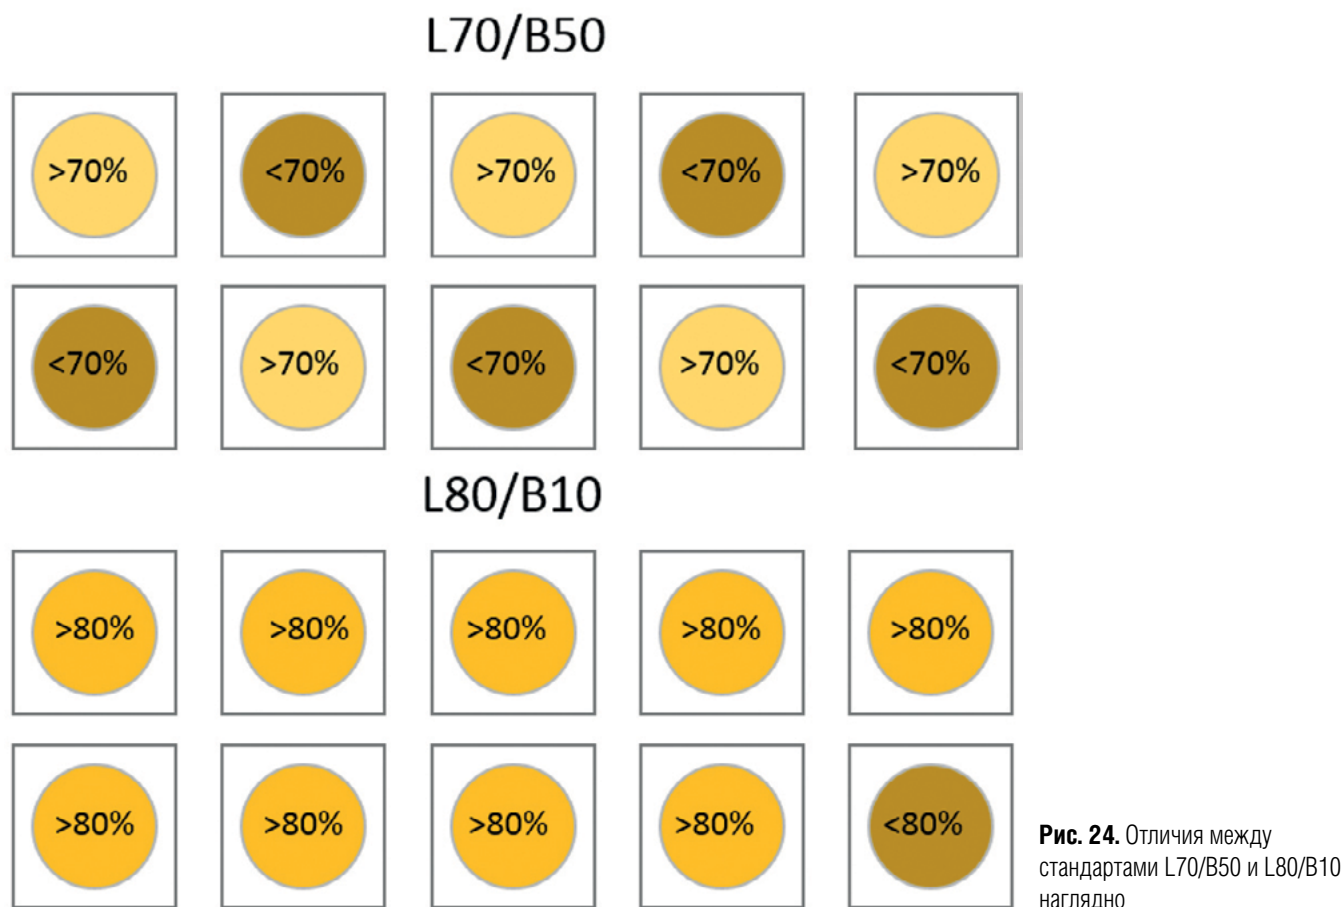 L70/B50
>70% <70% >70% <70% >70%
<70% >70% <70% >70% <70%
L80/B10
>80% >80% >80% >80% >80%
>80% >80% >80% >80% <80%
Рис. 24. Отличия между
стандартами L70/B50 и L80/B10
наглядно